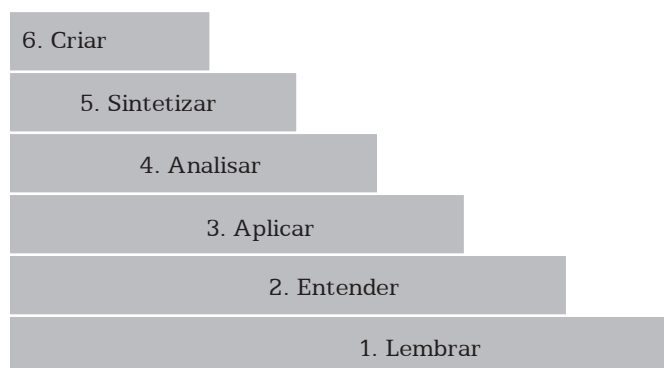 6. Criar
5. Sintetizar
4. Analisar
3. Aplicar
2. Entender
1. Lembrar